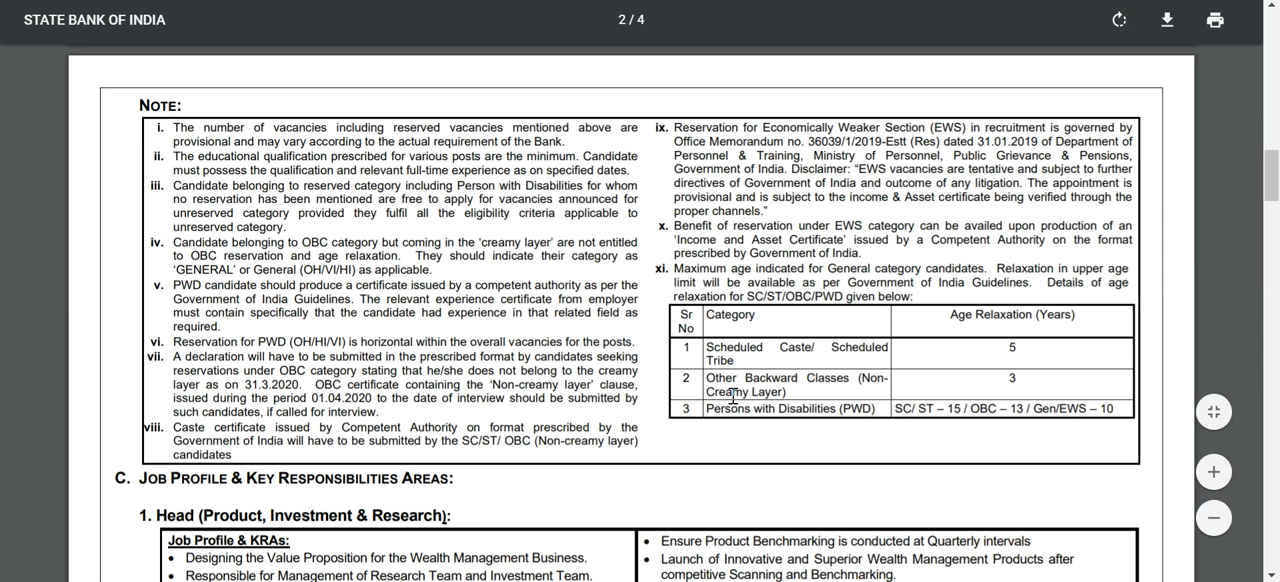 STATE BANK OF INDIA
2 / 4
NOTE:
i. The number of vacancies including reserved vacancies mentioned above are
provisional and may vary according to the actual requirement of the Bank.
ii. The educational qualification prescribed for various posts are the minimum. Candidate
must possess the qualification and relevant full-time experience as on specified dates.
iii. Candidate belonging to reserved category including Person with Disabilities for whom
no reservation has been mentioned are free to apply for vacancies announced for
unreserved category provided they fulfil all the eligibility criteria applicable to
unreserved category.
iv. Candidate belonging to OBC category but coming in the ‘creamy layer’ are not entitled
to OBC reservation and age relaxation. They should indicate their category as
‘GENERAL’ or General (OH/VI/HI) as applicable.
v. PWD candidate should produce a certificate issued by a competent authority as per the
Government of India Guidelines. The relevant experience certificate from employer
must contain specifically that the candidate had experience in that related field as
required.
vi. Reservation for PWD (OH/HI/VI) is horizontal within the overall vacancies for the posts.
vii. A declaration will have to be submitted in the prescribed format by candidates seeking
reservations under OBC category stating that he/she does not belong to the creamy
layer as on 31.3.2020. OBC certificate containing the ‘Non-creamy layer’ clause,
issued during the period 01.04.2020 to the date of interview should be submitted by
such candidates, if called for interview.
viii. Caste certificate issued by Competent Authority on format prescribed by the
Government of India will have to be submitted by the SC/ST/ OBC (Non-creamy layer)
candidates
ix. Reservation for Economically Weaker Section (EWS) in recruitment is governed by
Office Memorandum no. 36039/1/2019-Estt (Res) dated 31.01.2019 of Department of
Personnel & Training, Ministry of Personnel, Public Grievance & Pensions,
Government of India. Disclaimer: “EWS vacancies are tentative and subject to further
directives of Government of India and outcome of any litigation. The appointment is
provisional and is subject to the income & Asset certificate being verified through the
proper channels.”
x. Benefit of reservation under EWS category can be availed upon production of an
‘Income and Asset Certificate’ issued by a Competent Authority on the format
prescribed by Government of India.
xi. Maximum age indicated for General category candidates. Relaxation in upper age
limit will be available as per Government of India Guidelines. Details of age
relaxation for SC/ST/OBC/PWD given below:
Sr No Category Age Relaxation (Years)
1 Scheduled Caste/ Scheduled Tribe 5
2 Other Backward Classes (Non-Creamy Layer) 3
3 Persons with Disabilities (PWD) SC/ ST – 15 / OBC – 13 / Gen/EWS – 10
C. JOB PROFILE & KEY RESPONSIBILITIES AREAS:
1. Head (Product, Investment & Research):
Job Profile & KRAs:
• Designing the Value Proposition for the Wealth Management Business.
• Responsible for Management of Research Team and Investment Team.
• Ensure Product Benchmarking is conducted at Quarterly intervals
• Launch of Innovative and Superior Wealth Management Products after
competitive Scanning and Benchmarking.